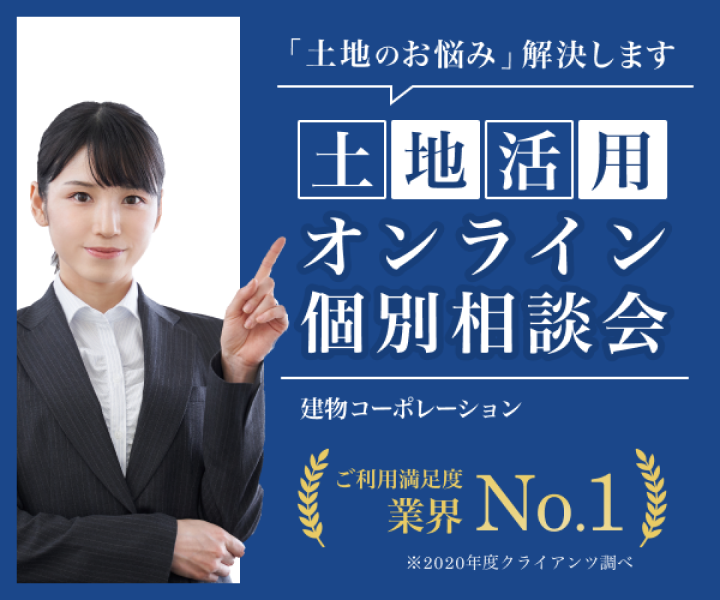 「土地のお悩み」解決します
土地活用
オンライン
個別相談会
建物コーポレーション
ご利用満足度
業界 No.1
※2020年度クライアンツ調べ